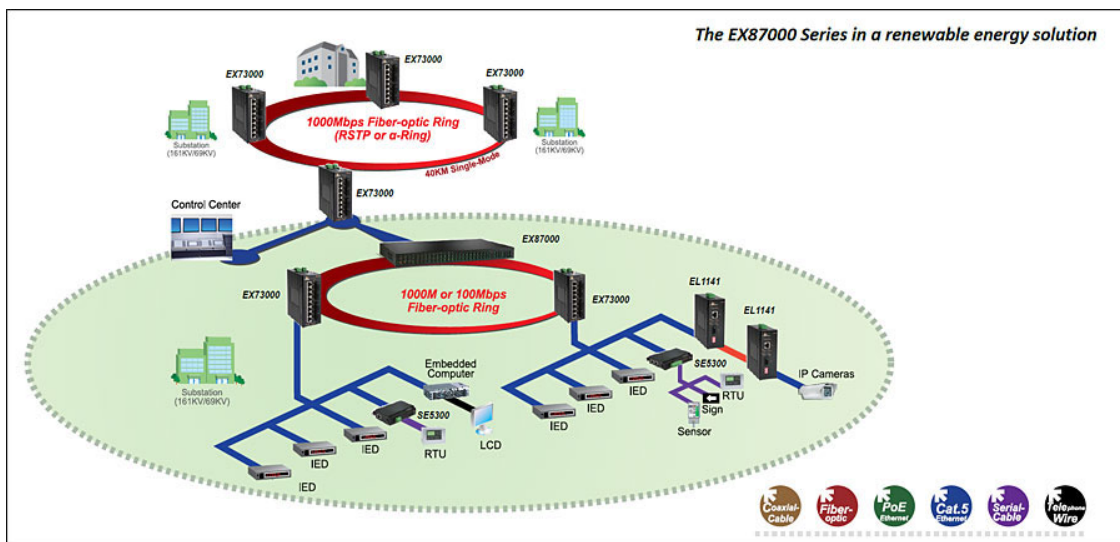 The EX87000 Series in a renewable energy solution
EX73000
EX73000
EX73000
1000Mbps Fiber-optic Ring
(RSTP or α-Ring)
Substation
(161KV/69KV)
Substation
(161KV/69KV)
40KM Single-Mode
EX73000
Control Center
EX87000
EX73000
1000M or 100Mbps
Fiber-optic Ring
EX73000
EL1141
EL1141
Substation
(161KV/69KV)
Embedded
Computer
SE5300
IED
IED
IED
RTU
LCD
SE5300
IED
IED
IED
RTU
Sign
Sensor
IP Cameras
Coaxial-
Cable
Fiber-
optic
PoE
Ethernet
Cat.5
Ethernet
Serial-
Cable
Telephone
Wire